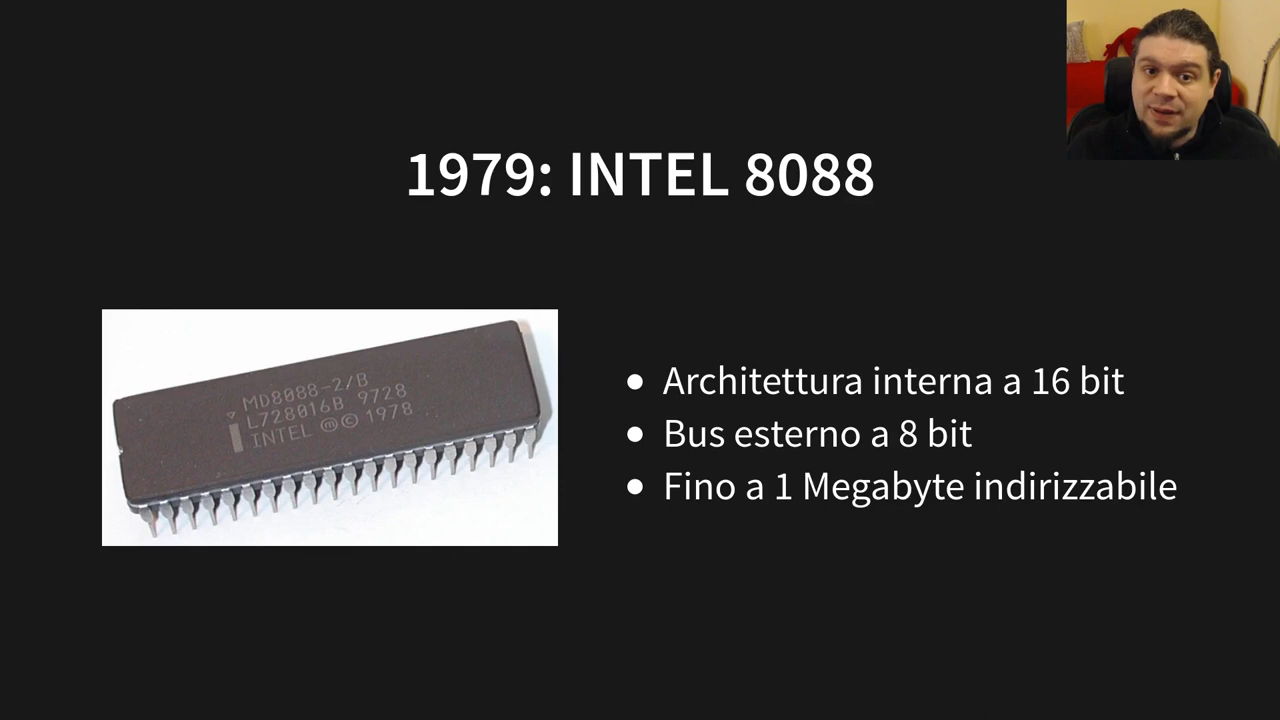 1979: INTEL 8088
MD8088-2/B
L728016B 9728
INTEL Ⓜ© 1978
Architettura interna a 16 bit
Bus esterno a 8 bit
Fino a 1 Megabyte indirizzabile